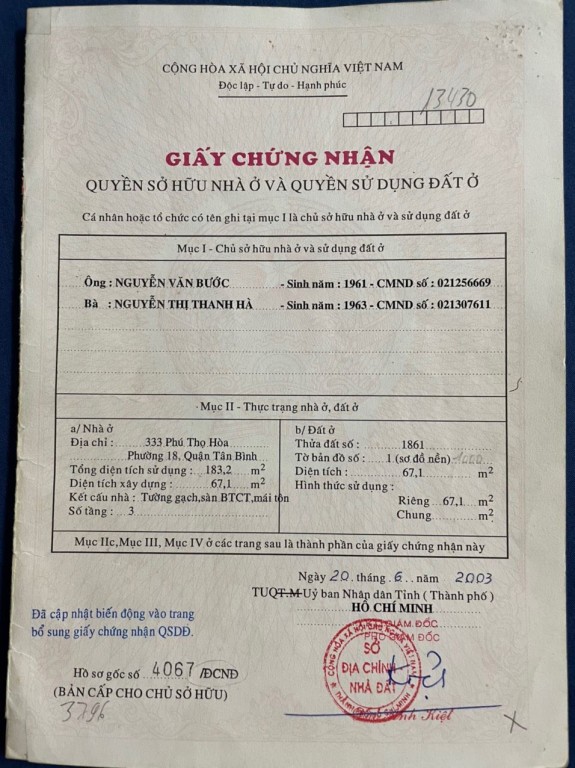 CỘNG HÒA XÃ HỘI CHỦ NGHĨA VIỆT NAM
Độc lập - Tự do - Hạnh phúc
13430
GIẤY CHỨNG NHẬN
QUYỀN SỞ HỮU NHÀ Ở VÀ QUYỀN SỬ DỤNG ĐẤT Ở
Cá nhân hoặc tổ chức có tên ghi tại mục I là chủ sở hữu nhà ở và sử dụng đất ở
Mục I - Chủ sở hữu nhà ở và sử dụng đất ở
Ông : NGUYỄN VĂN BƯỚC - Sinh năm : 1961 - CMND số : 021256669
Bà : NGUYỄN THỊ THANH HÀ - Sinh năm : 1963 - CMND số : 021307611
Mục II - Thực trạng nhà ở, đất ở
a/ Nhà ở
Địa chỉ : 333 Phú Thọ Hòa
Phường 18, Quận Tân Bình
Tổng diện tích sử dụng : 183,2 m2
Diện tích xây dựng : 67,1 m2
Kết cấu nhà : Tường gạch,sàn BTCT,mái tôn
Số tầng : 3
b/ Đất ở
Thửa đất số : 1861
Tờ bản đồ số : 1 (sơ đồ nền)
Diện tích : 67,1 m2
Hình thức sử dụng :
Riêng 67,1 m2
Chung m2
Mục IIc,Mục III, Mục IV ở các trang sau là thành phần của giấy chứng nhận này
Ngày 20 tháng 6 năm 2003
TUQT.M Uỷ ban Nhân dân Tỉnh ( Thành phố )
HỒ CHÍ MINH
GIÁM ĐỐC
PHÓ GIÁM ĐỐC
Đã cập nhật biến động vào trang
bổ sung giấy chứng nhận QSDĐ.
SỞ
ĐỊA CHÍNH
NHÀ ĐẤT
Hồ sơ gốc số 4067 /ĐCNĐ
(BẢN CẤP CHO CHỦ SỞ HỮU)
3796
Kiệt